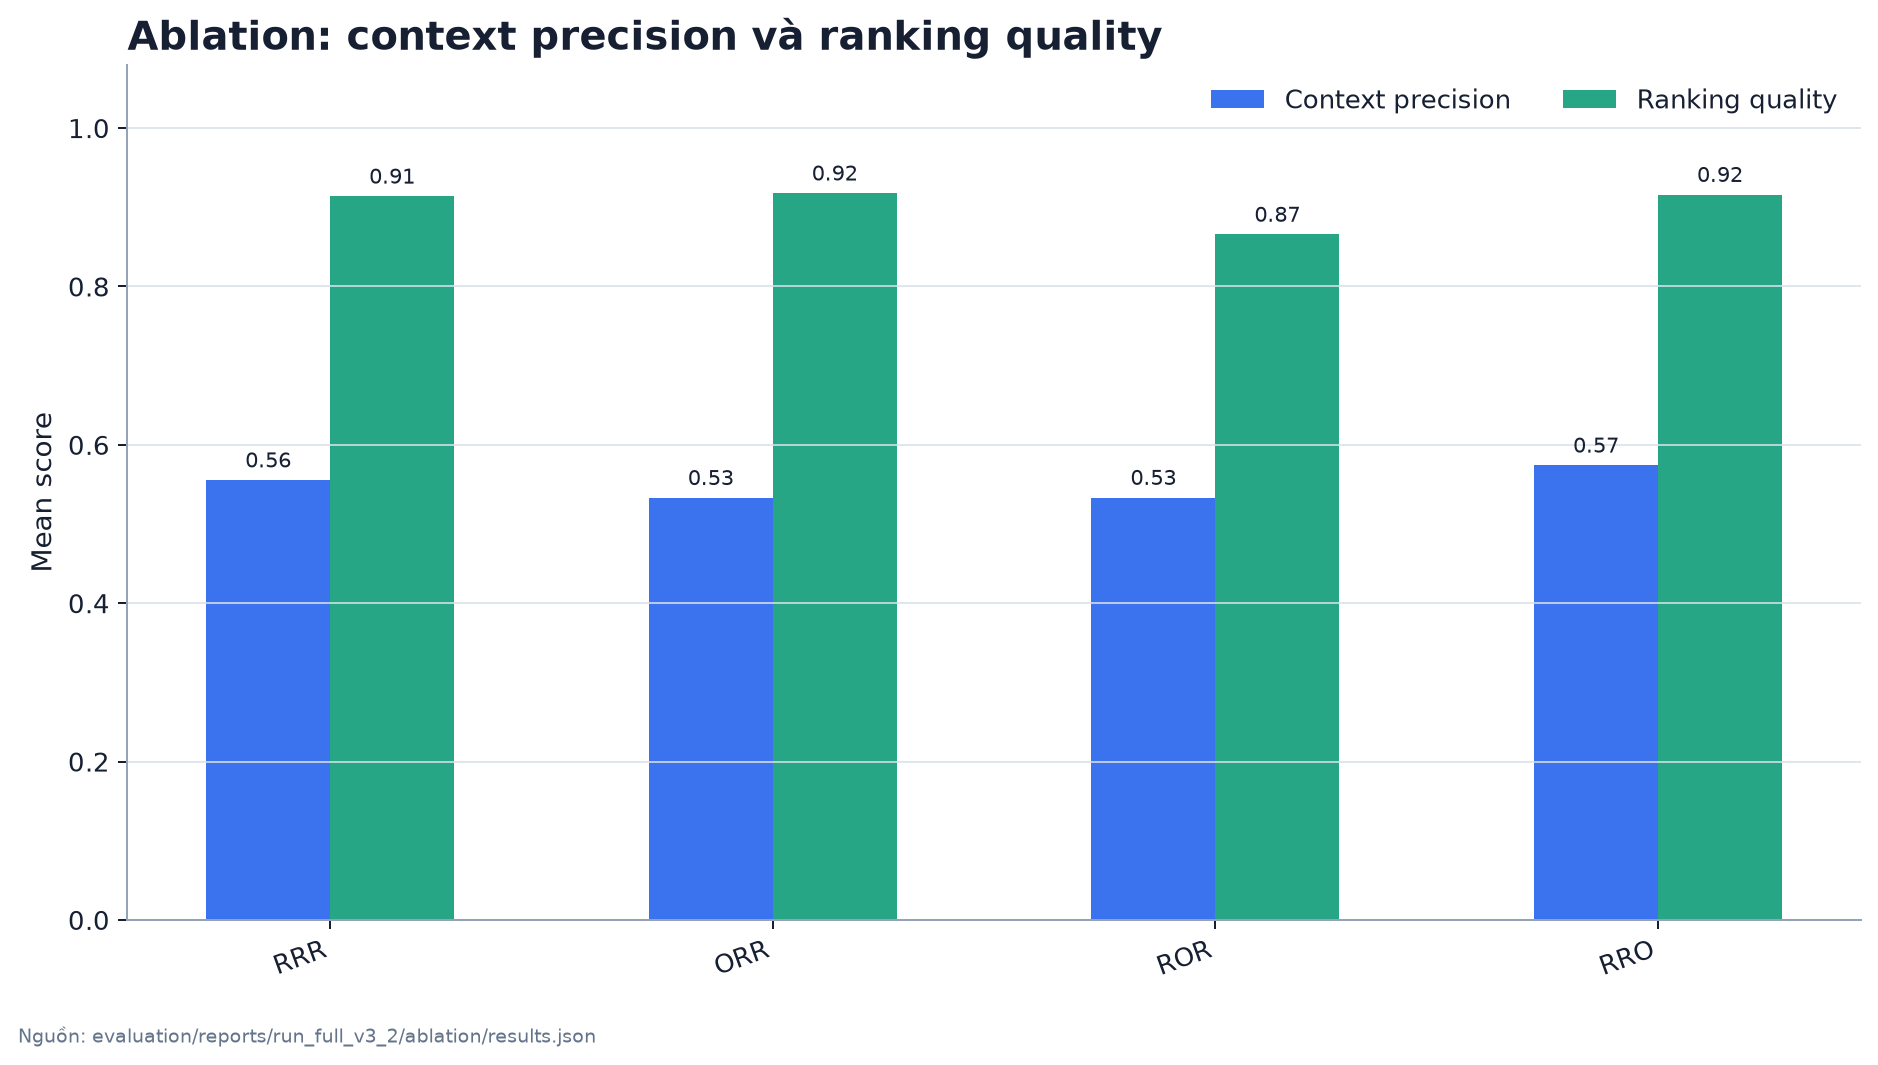 Ablation: context precision và ranking quality
Context precision
Ranking quality
Mean score
1.0
0.8
0.6
0.4
0.2
0.0
0.56
0.91
0.53
0.92
0.53
0.87
0.57
0.92
RRR
ORR
ROR
RRO
Nguồn: evaluation/reports/run_full_v3_2/ablation/results.json